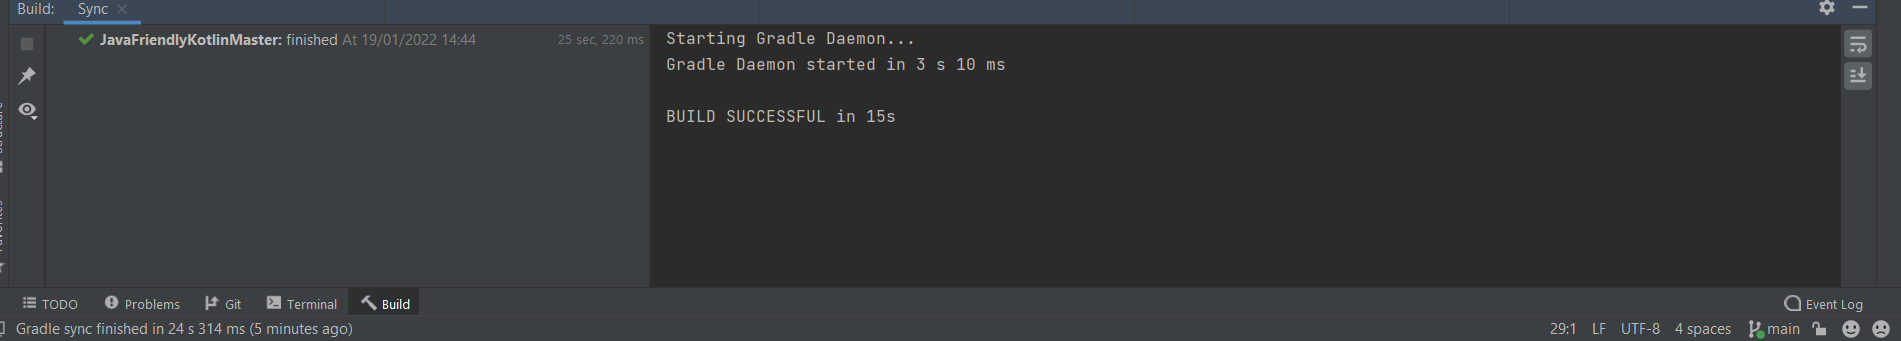 Build: Sync
JavaFriendlyKotlinMaster: finished At 19/01/2022 14:44 25 sec, 220 ms
Starting Gradle Daemon...
Gradle Daemon started in 3 s 10 ms
BUILD SUCCESSFUL in 15s
TODO Problems Git Terminal Build Event Log
Gradle sync finished in 24 s 314 ms (5 minutes ago) 29:1 LF UTF-8 4 spaces main